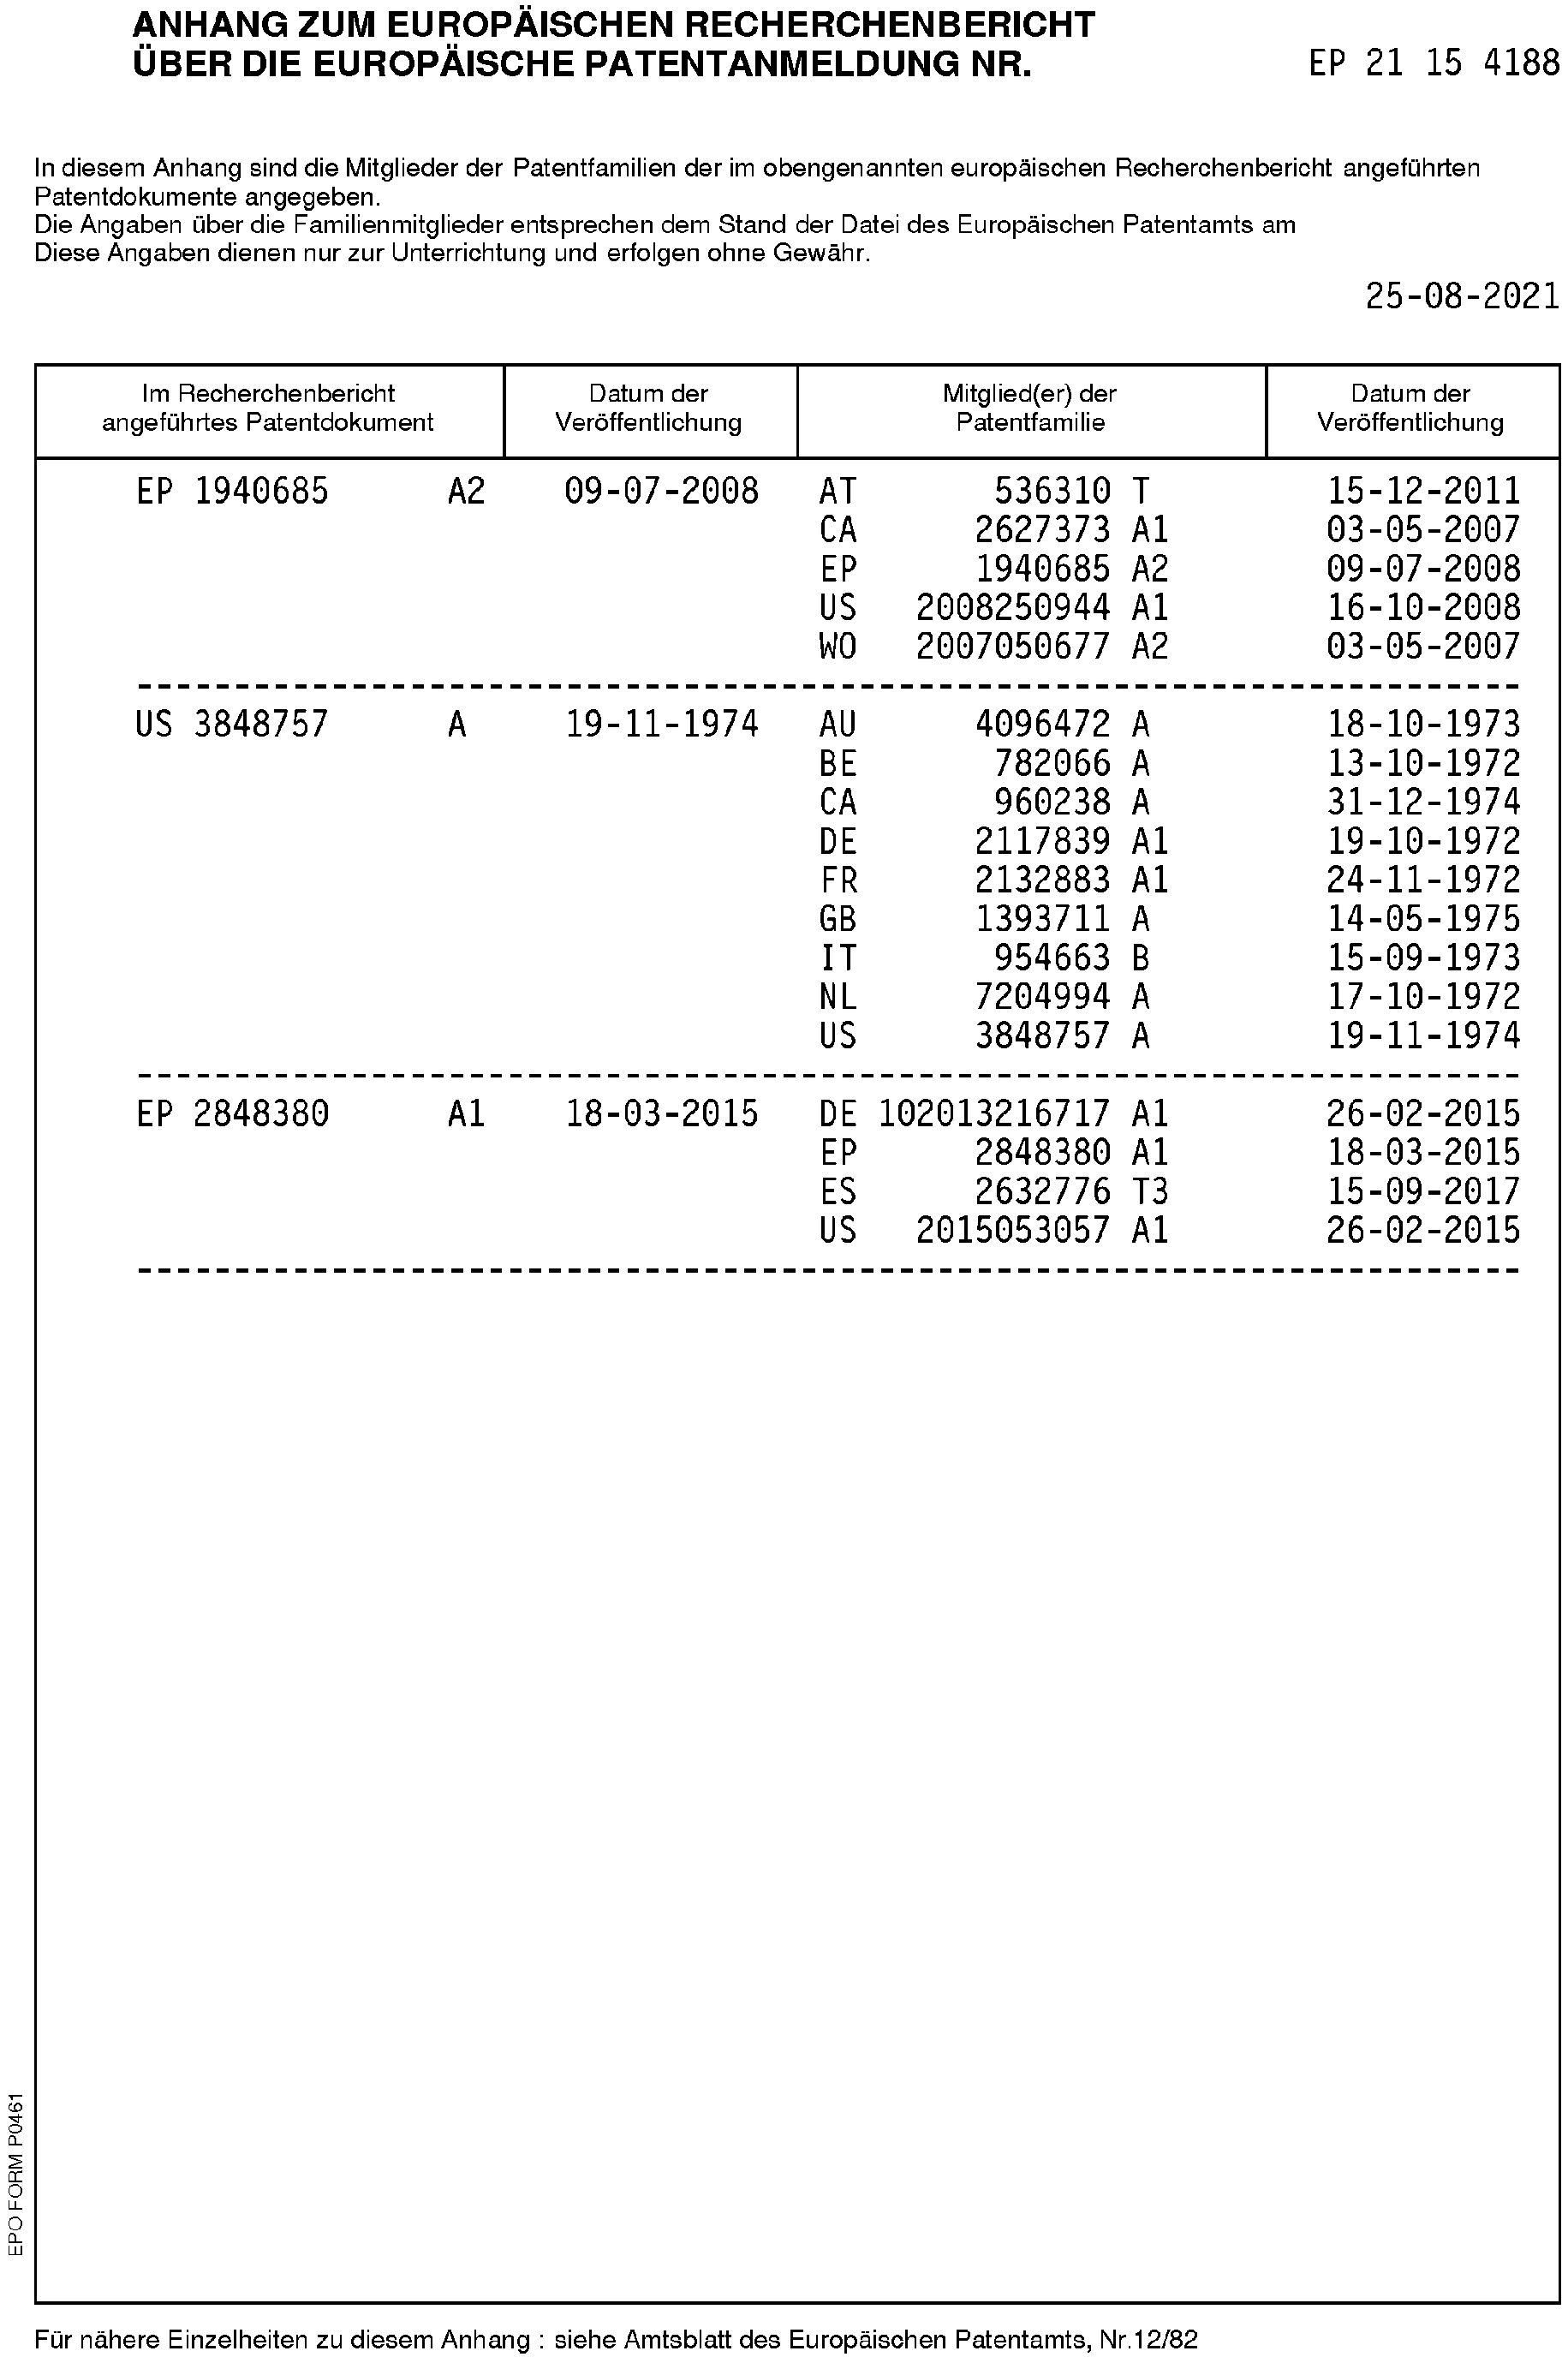 ANHANG ZUM EUROPÄISCHEN RECHERCHENBERICHT
ÜBER DIE EUROPÄISCHE PATENTANMELDUNG NR. EP 21 15 4188
In diesem Anhang sind die Mitglieder der Patentfamilien der im obengenannten europäischen Recherchenbericht angeführten
Patentdokumente angegeben.
Die Angaben über die Familienmitglieder entsprechen dem Stand der Datei des Europäischen Patentamts am
Diese Angaben dienen nur zur Unterrichtung und erfolgen ohne Gewähr.
25-08-2021
Im Recherchenbericht
angeführtes Patentdokument
Datum der
Veröffentlichung
Mitglied(er) der
Patentfamilie
Datum der
Veröffentlichung
EP 1940685 A2 09-07-2008 AT 536310 T 15-12-2011
CA 2627373 A1 03-05-2007
EP 1940685 A2 09-07-2008
US 2008250944 A1 16-10-2008
WO 2007050677 A2 03-05-2007
US 3848757 A 19-11-1974 AU 4096472 A 18-10-1973
BE 782066 A 13-10-1972
CA 960238 A 31-12-1974
DE 2117839 A1 19-10-1972
FR 2132883 A1 24-11-1972
GB 1393711 A 14-05-1975
IT 954663 B 15-09-1973
NL 7204994 A 17-10-1972
US 3848757 A 19-11-1974
EP 2848380 A1 18-03-2015 DE 102013216717 A1 26-02-2015
EP 2848380 A1 18-03-2015
ES 2632776 T3 15-09-2017
US 2015053057 A1 26-02-2015
EPO FORM P0461
Für nähere Einzelheiten zu diesem Anhang : siehe Amtsblatt des Europäischen Patentamts, Nr.12/82